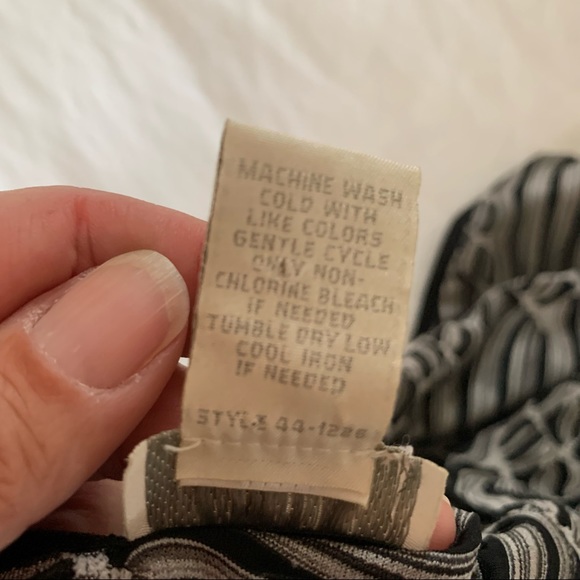 MACHINE WASH
COLD WITH
LIKE COLORS
GENTLE CYCLE
ONLY NON-
CHLORINE BLEACH
IF NEEDED
TUMBLE DRY LOW
COOL IRON
IF NEEDED
STYLE 44-1226